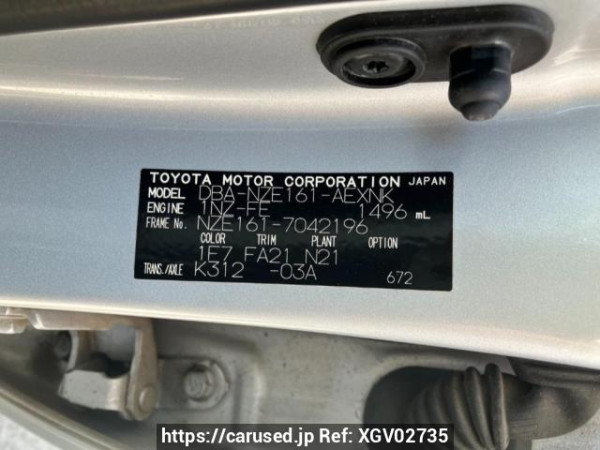 TOYOTA MOTOR CORPORATION JAPAN
MODEL DBA-NZE161-AEXNK
ENGINE 1NZ-FE 1496 mL
FRAME No. NZE161-7042196
COLOR TRIM PLANT OPTION
1E7 FA21 N21
TRANS./AXLE K312 -03A 672
https://carused.jp Ref: XGV02735